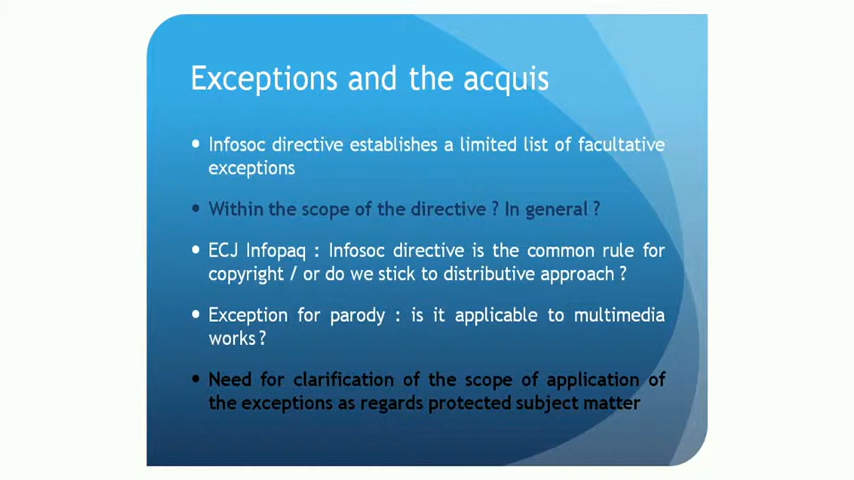 Exceptions and the acquis
• Infosoc directive establishes a limited list of facultative
exceptions
• Within the scope of the directive ? In general ?
• ECJ Infopaq : Infosoc directive is the common rule for
copyright / or do we stick to distributive approach ?
• Exception for parody : is it applicable to multimedia
works ?
• Need for clarification of the scope of application of
the exceptions as regards protected subject matter